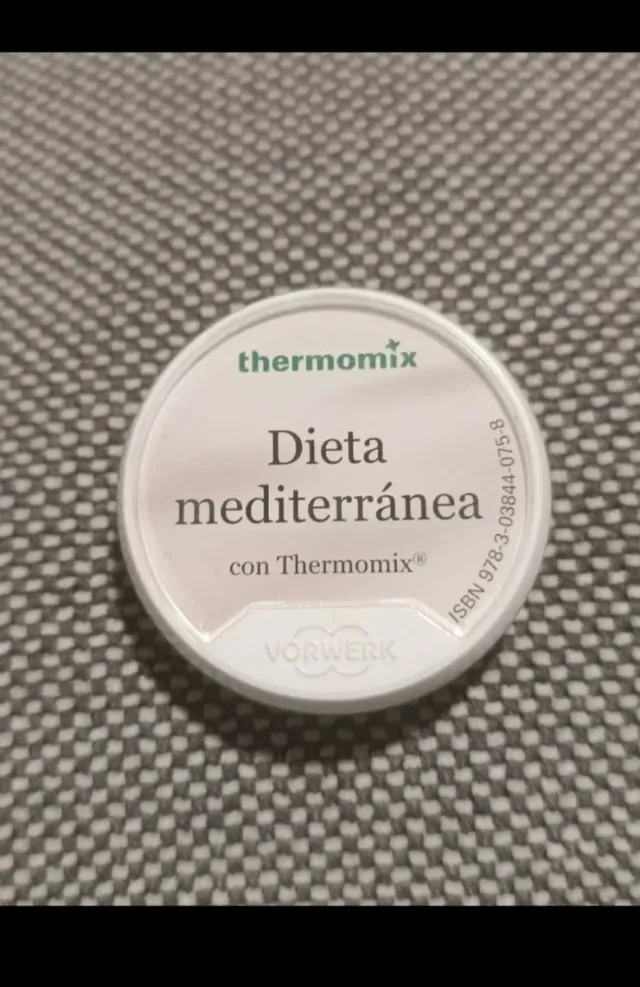 thermomix
Dieta
mediterránea
con Thermomix®
ISBN 978-3-03844-075-8
VORWERK